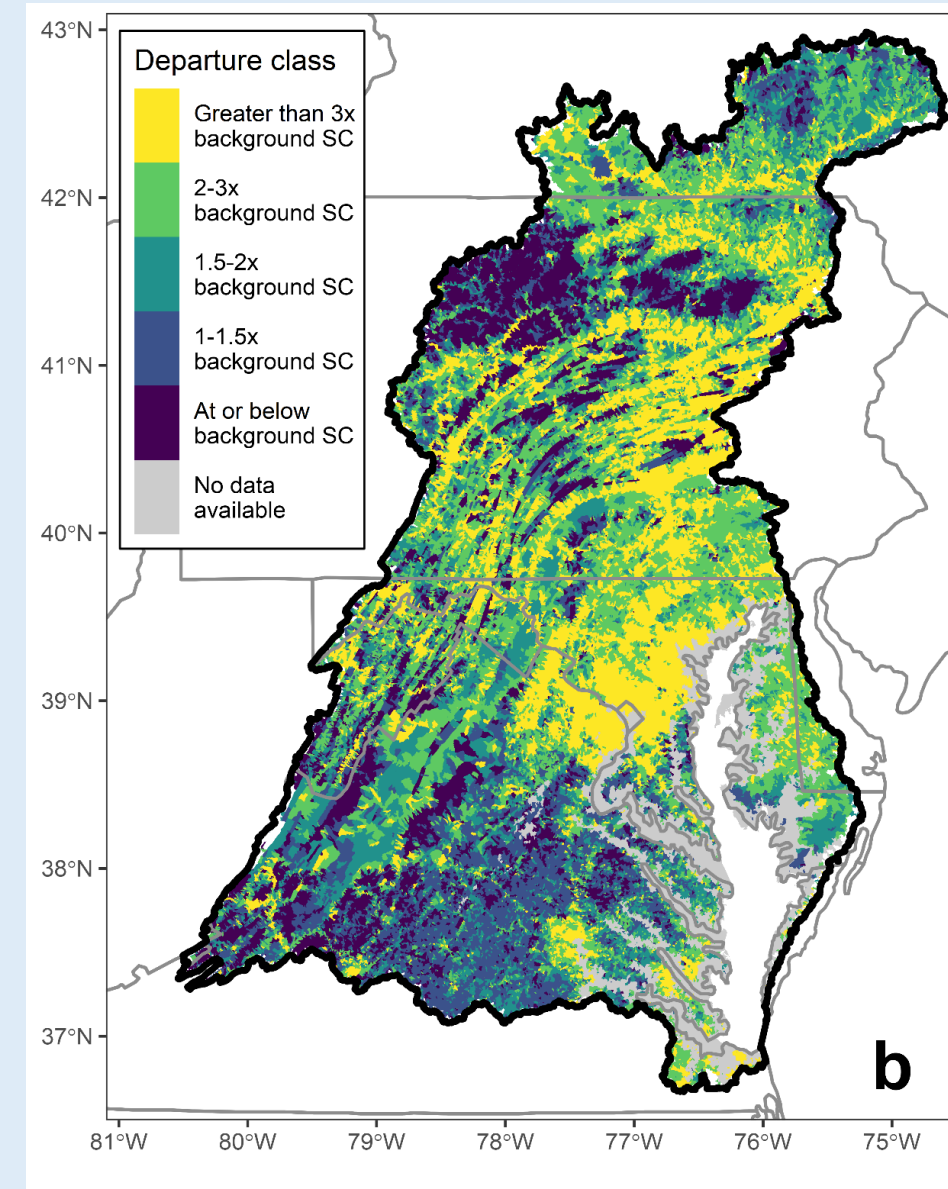 43°N
42°N
41°N
40°N
39°N
38°N
37°N
Departure class
Greater than 3x
background SC
2-3x
background SC
1.5-2x
background SC
1-1.5x
background SC
At or below
background SC
No data
available
b
81°W 80°W 79°W 78°W 77°W 76°W 75°W